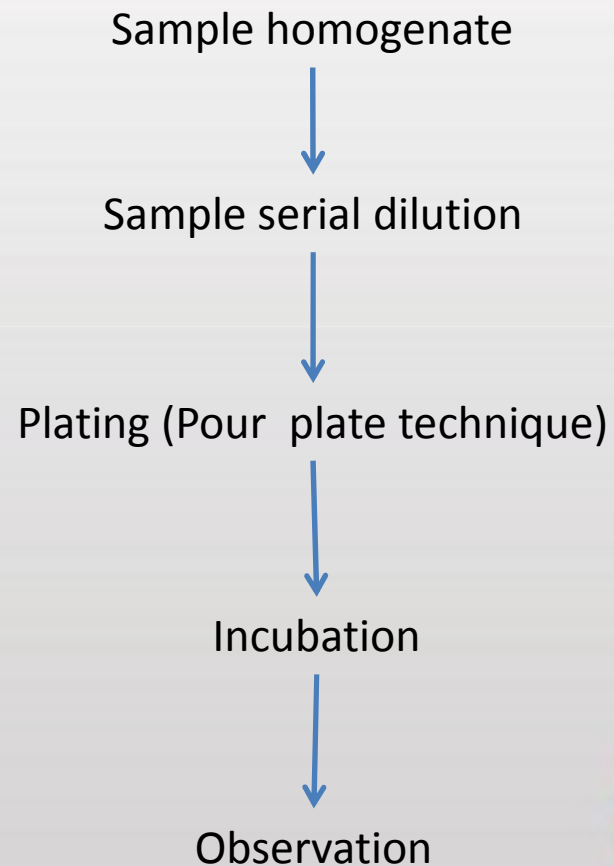 Sample homogenate
Sample serial dilution
Plating (Pour plate technique)
Incubation
Observation